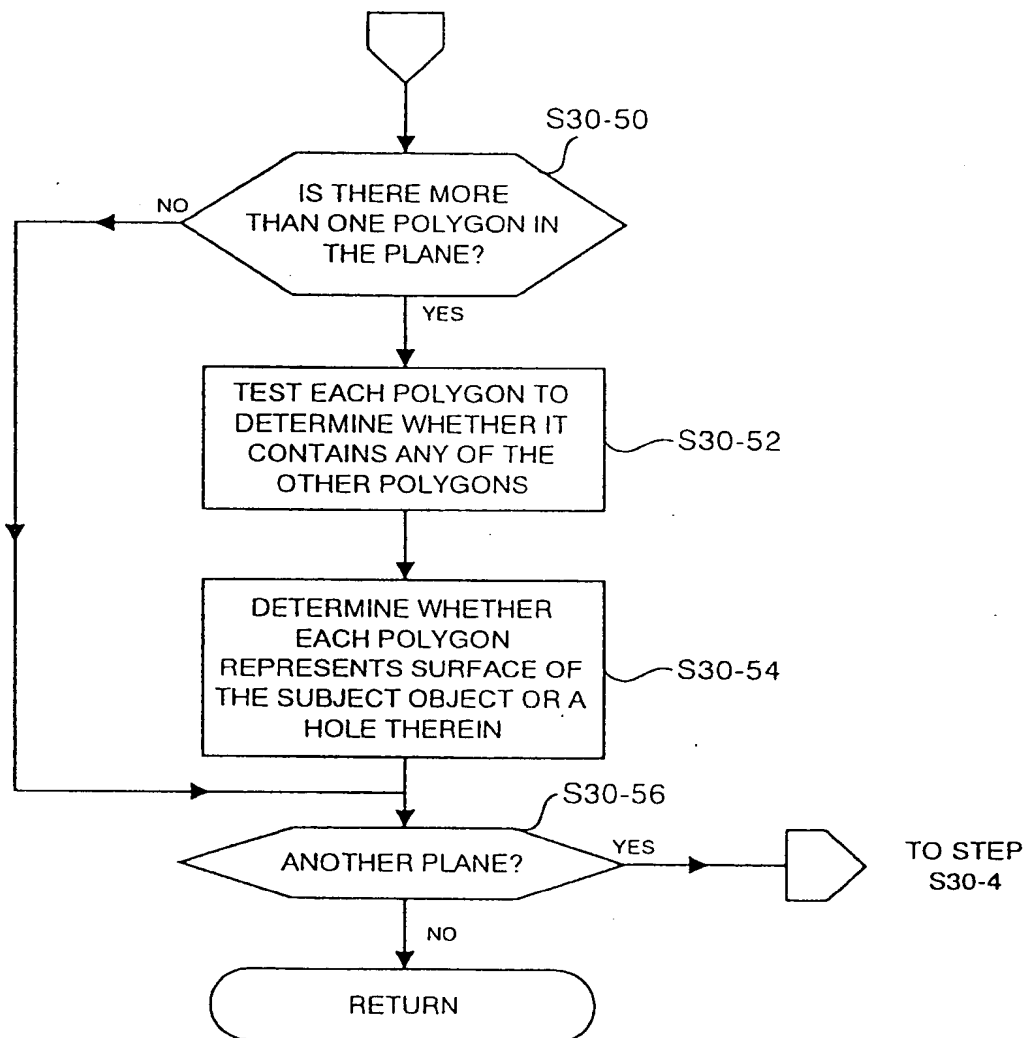 S30-50
IS THERE MORE
THAN ONE POLYGON IN
THE PLANE?
NO
YES
TEST EACH POLYGON TO
DETERMINE WHETHER IT
CONTAINS ANY OF THE
OTHER POLYGONS
S30-52
DETERMINE WHETHER
EACH POLYGON
REPRESENTS SURFACE OF
THE SUBJECT OBJECT OR A
HOLE THEREIN
S30-54
S30-56
ANOTHER PLANE?
YES
TO STEP
S30-4
NO
RETURN